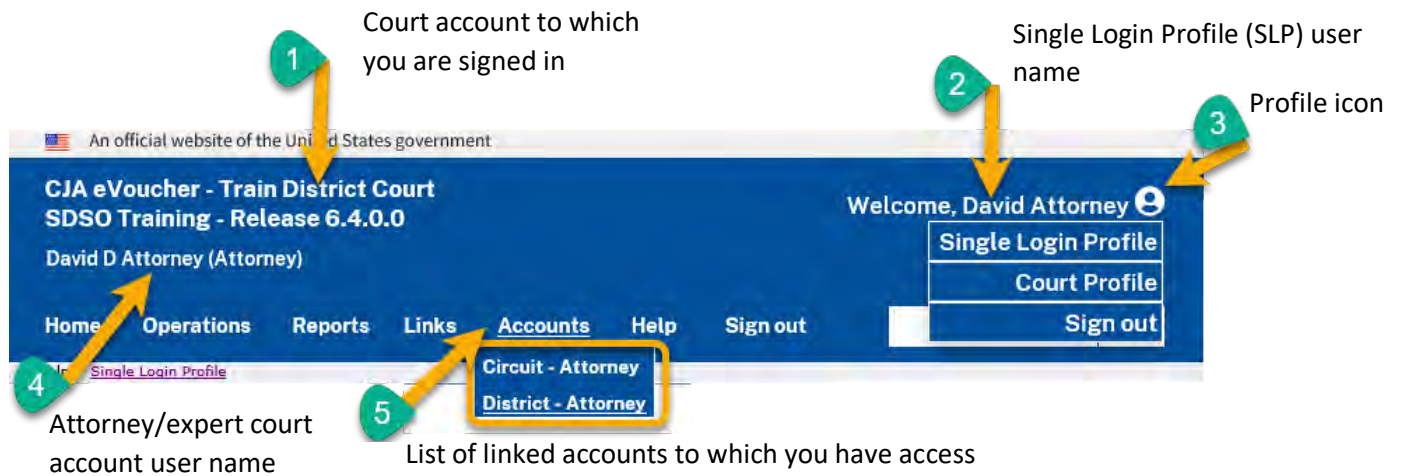 Court account to which
you are signed in
1
Single Login Profile (SLP) user
name
2
Profile icon
3
An official website of the United States government
CJA eVoucher - Train District Court
SDSO Training - Release 6.4.0.0
David D Attorney (Attorney)
Welcome, David Attorney
Single Login Profile
Court Profile
Sign out
Home Operations Reports Links Accounts Help Sign out
Single Login Profile
Circuit - Attorney
District - Attorney
4
Attorney/expert court
account user name
5
List of linked accounts to which you have access